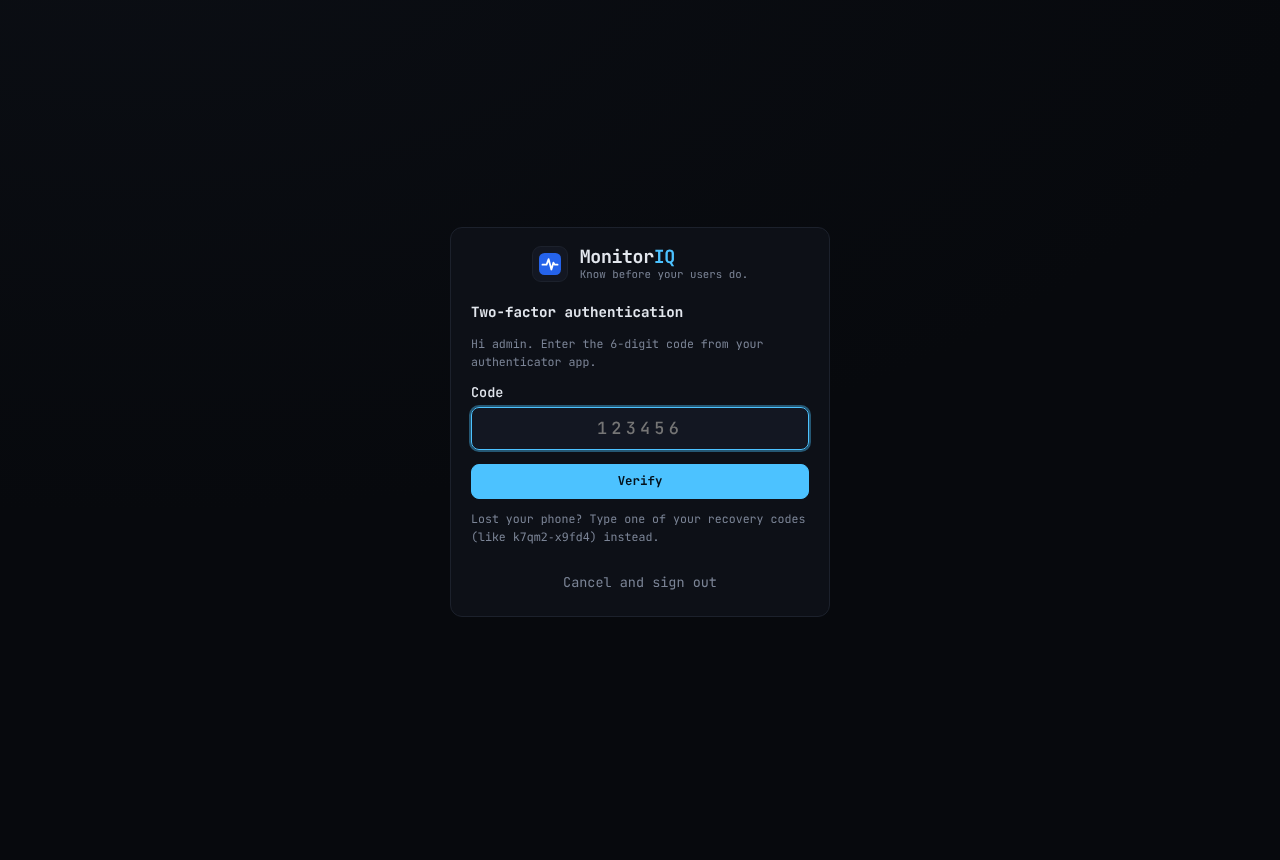 MonitorIQ
Know before your users do.
Two-factor authentication
Hi admin. Enter the 6-digit code from your
authenticator app.
Code
123456
Verify
Lost your phone? Type one of your recovery codes
(like k7qm2-x9fd4) instead.
Cancel and sign out